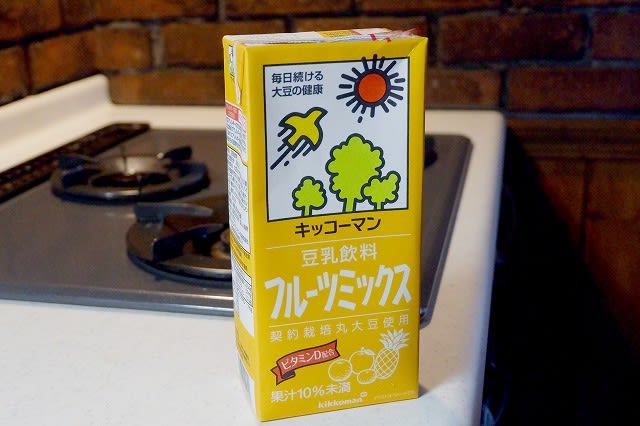 毎日続ける
大豆の健康
キッコーマン
豆乳飲料
フルーツミックス
契約栽培丸大豆使用
ビタミンD配合
果汁10%未満
kikkoman